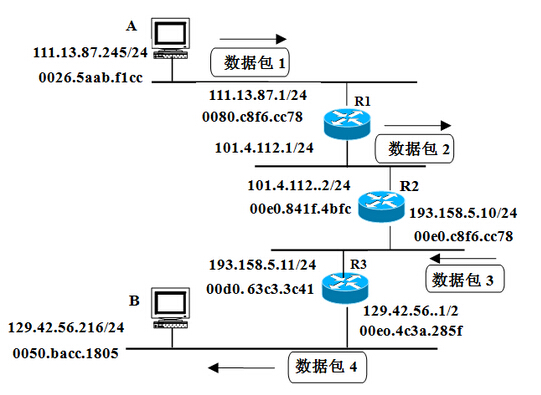 A
111.13.87.245/24
0026.5aab.f1cc
数据包 1
111.13.87.1/24
0080.c8f6.cc78
R1
101.4.112.1/24
数据包 2
101.4.112..2/24
00e0.841f.4bfc
R2
193.158.5.10/24
00e0.c8f6.cc78
193.158.5.11/24
00d0. 63c3.3c41
R3
数据包 3
B
129.42.56.216/24
0050.bacc.1805
129.42.56..1/2
00eo.4c3a.285f
数据包 4